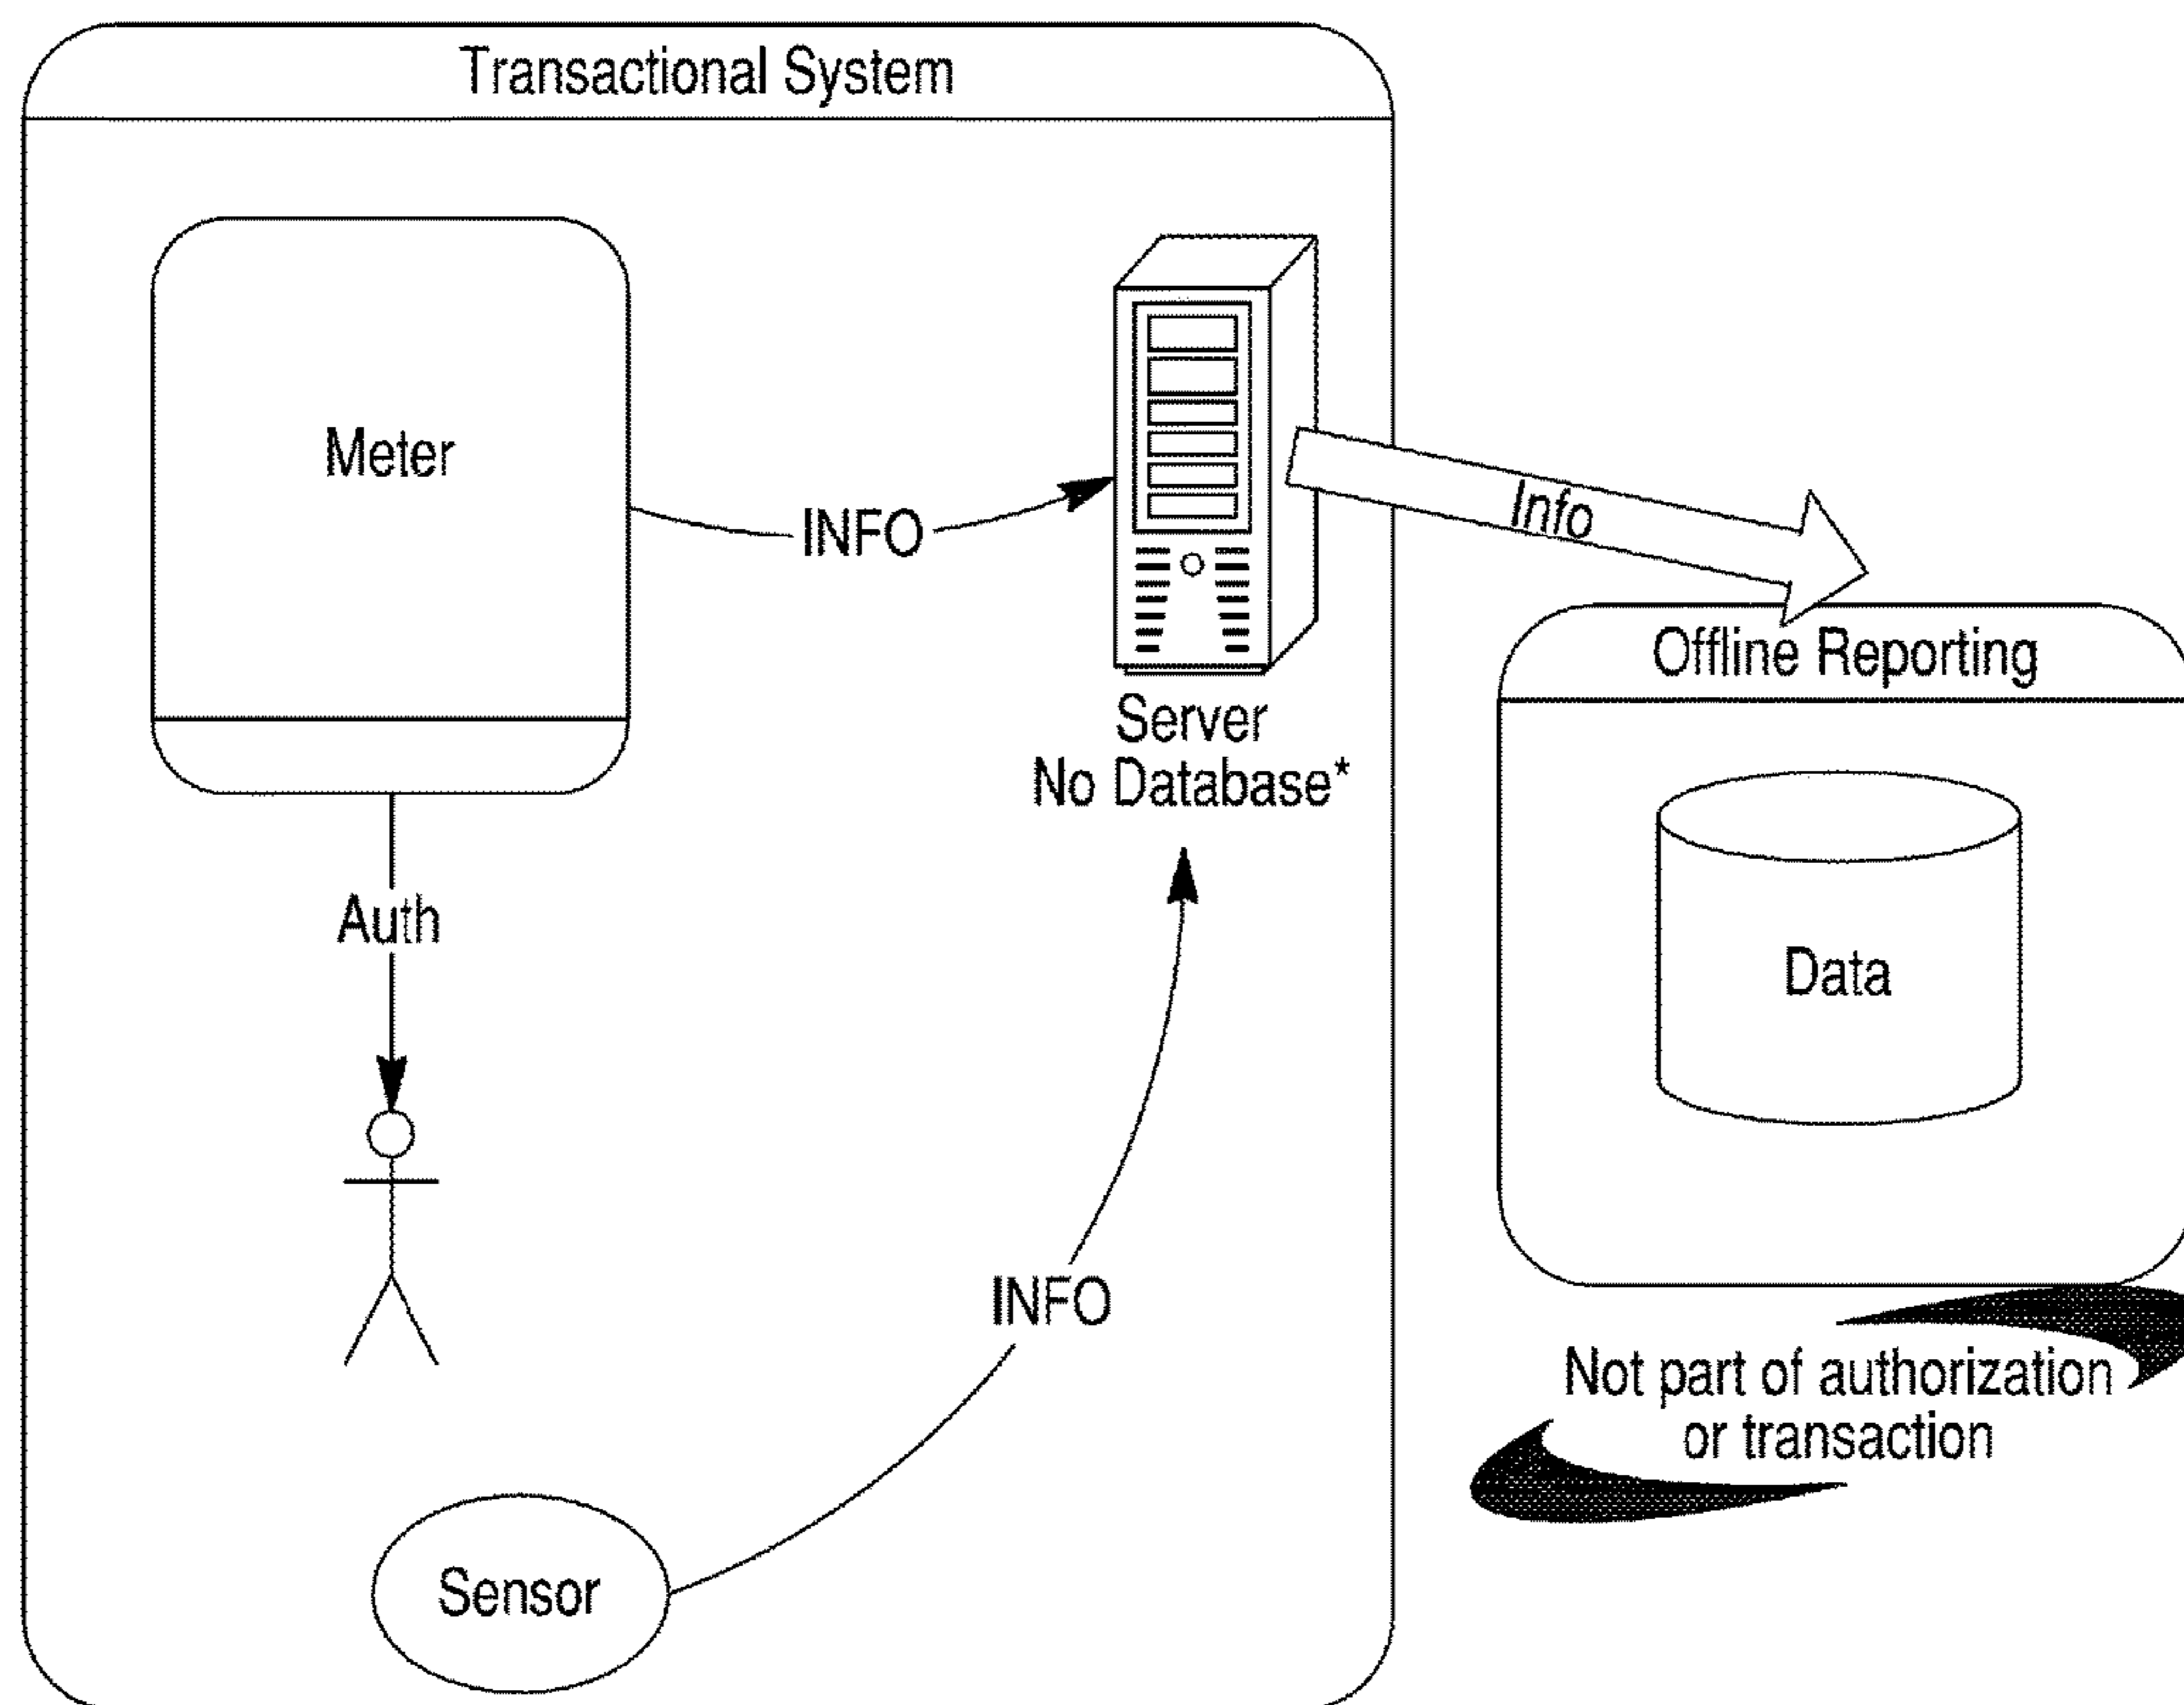 Transactional System
Meter
INFO
Info
Server
No Database*
Offline Reporting
Data
Auth
INFO
Not part of authorization
or transaction
Sensor